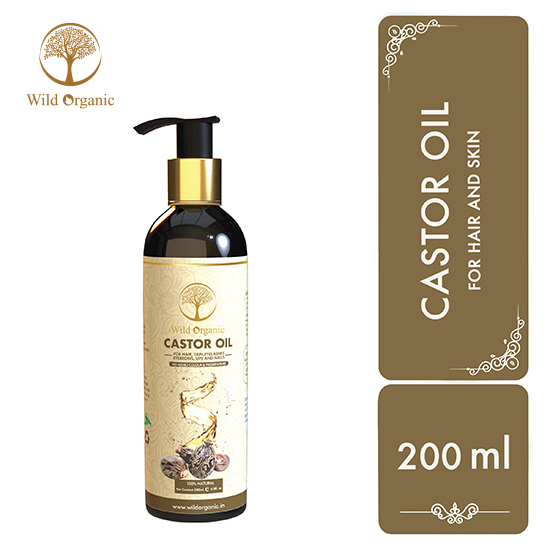 Wild Organic
Wild Organic
CASTOR OIL
FOR HAIR, SKIN, EYELASHES
EYEBROWS, LIPS AND NAILS
100% NATURAL
www.wildorganic.in
CASTOR OIL
FOR HAIR AND SKIN
200 ml